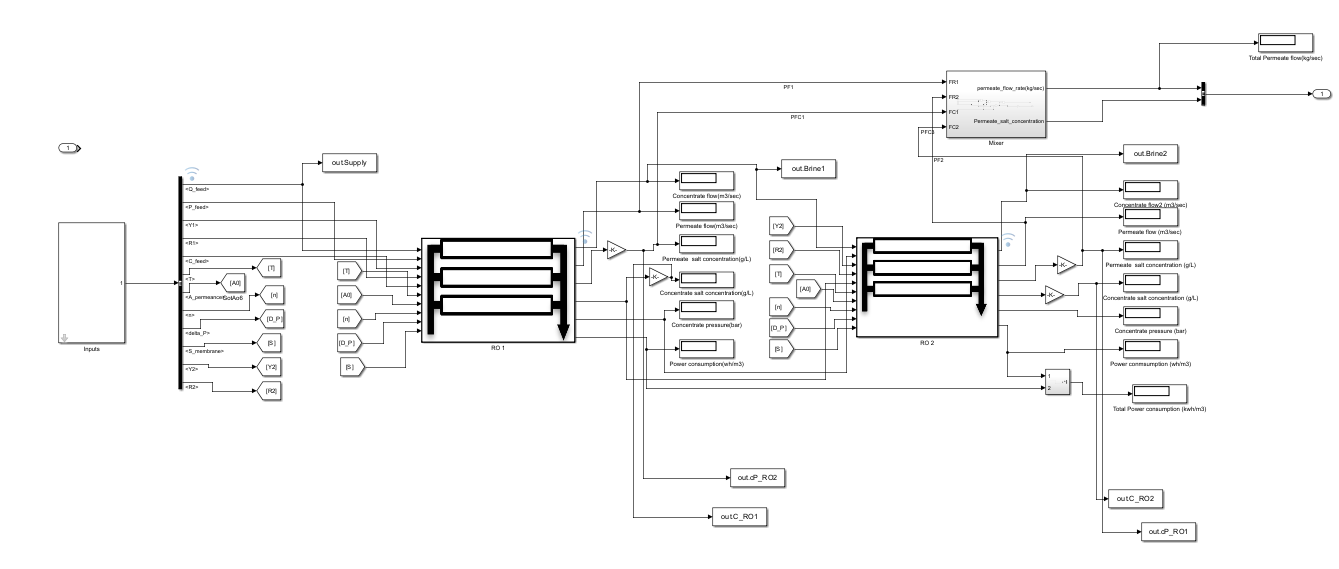 Total Permeate flow(kg/sec)
FR1
permeate_flow_rate(kg/sec)
PF1
FR2
1
FC1
PFC1
Permeate_salt_concentration
FC2
Mixer
1
PF2
out.Supply
out.Brine1
out.Brine2
<Q_feed>
<P_feed>
<Y1>
<R1>
<C_feed>
<T>
<A_permeance>
<n>
<delta_P>
<S_membrane>
<Y2>
<R2>
[T]
[A0]
[n]
[D_P]
[S]
[Y2]
[R2]
t
Inputs
[T]
[A0]
[n]
[D_P]
[S]
RO 1
-K-
-K-
Concentrate flow(m3/sec)
Permeate flow(m3/sec)
Permeate salt concentration(g/L)
Concentrate salt concentration(g/L)
Concentrate pressure(bar)
Power consumption(wh/m3)
[Y2]
[R2]
[T]
[A0]
[n]
[D_P]
[S]
RO 2
-K-
-K-
Concentrate flow2 (m3/sec)
Permeate flow (m3/sec)
Permeate salt concentration (g/L)
Concentrate salt concentration (g/L)
Concentrate pressure (bar)
Power conmsumption (wh/m3)
1
2
Total Power consumption (kwh/m3)
out.dP_RO2
out.C_RO1
out.C_RO2
out.dP_RO1